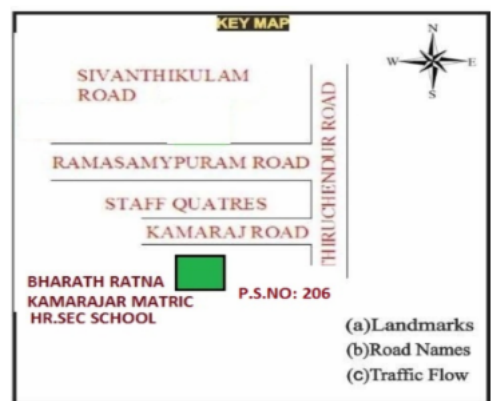 KEY MAP
N
W
E
S
SIVANTHIKULAM
ROAD
THIRUCHENDUR ROAD
RAMASAMYPURAM ROAD
STAFF QUATRES
KAMARAJ ROAD
BHARATH RATNA
KAMARAJAR MATRIC
HR.SEC SCHOOL
P.S.NO: 206
(a)Landmarks
(b)Road Names
(c)Traffic Flow